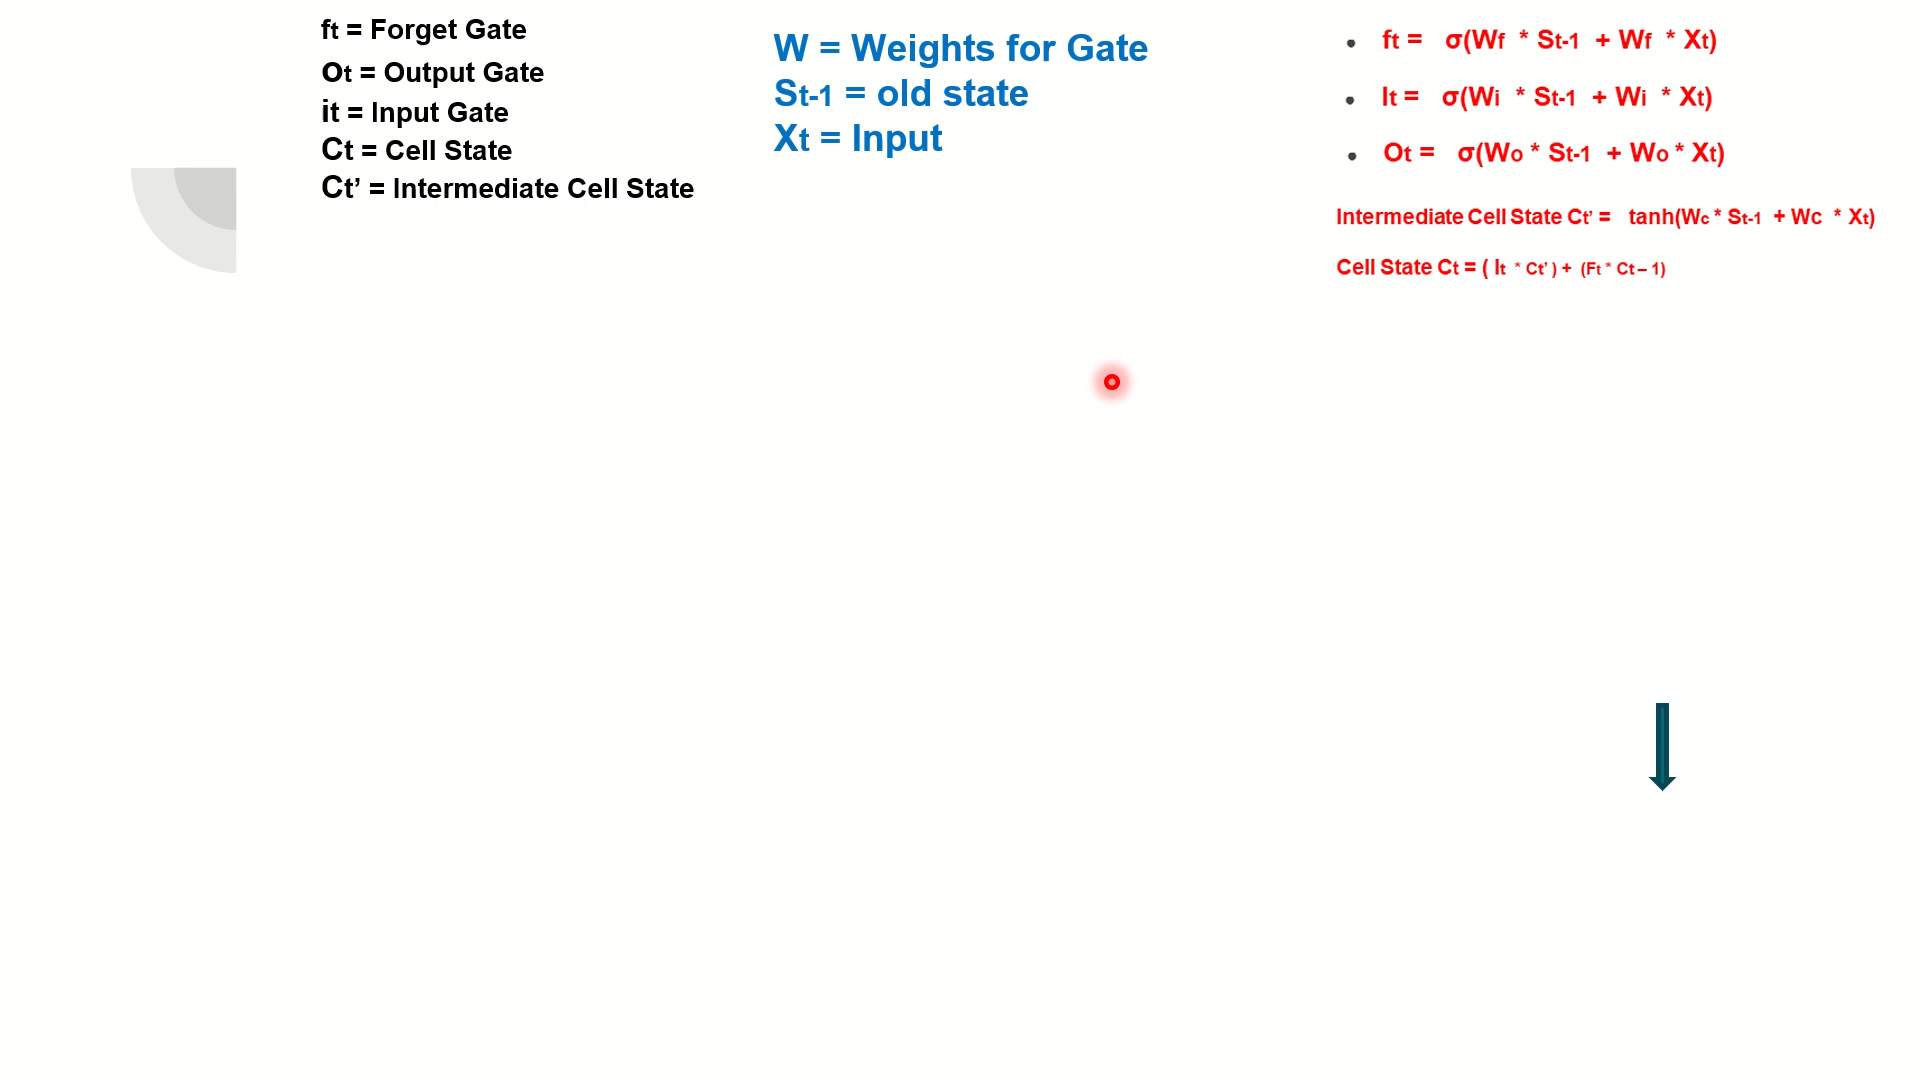 ft = Forget Gate
Ot = Output Gate
it = Input Gate
Ct = Cell State
Ct’ = Intermediate Cell State
W = Weights for Gate
St-1 = old state
Xt = Input
• ft = σ(Wf * St-1 + Wf * Xt)
• It = σ(Wi * St-1 + Wi * Xt)
• Ot = σ(Wo * St-1 + Wo * Xt)
Intermediate Cell State Ct’ = tanh(Wc * St-1 + Wc * Xt)
Cell State Ct = ( It * Ct’ ) + (Ft * Ct – 1)